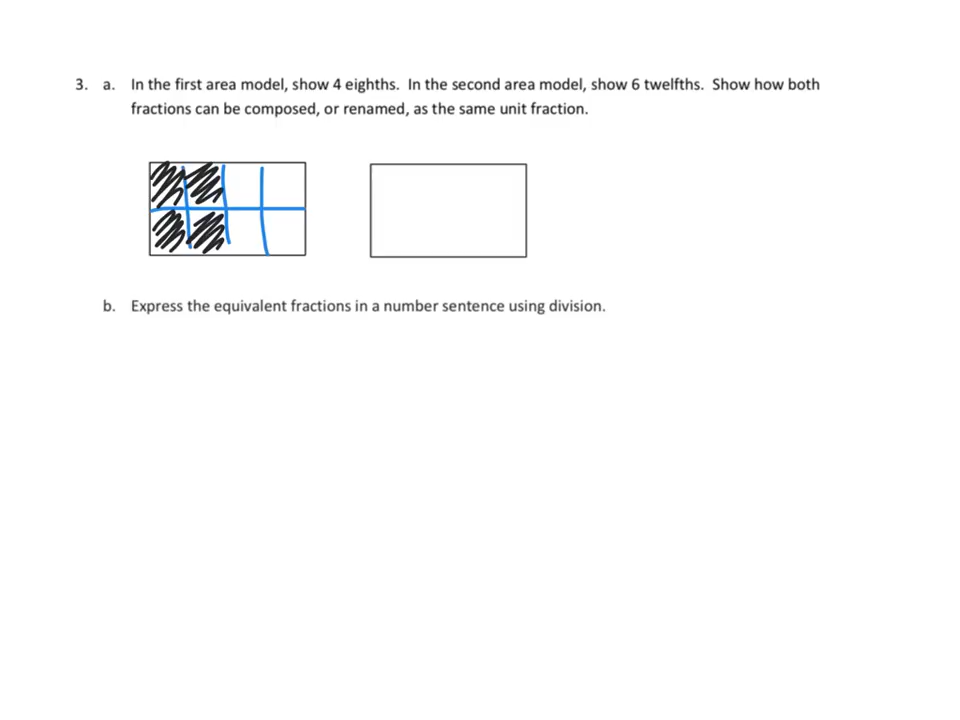 3. a. In the first area model, show 4 eighths. In the second area model, show 6 twelfths. Show how both
fractions can be composed, or renamed, as the same unit fraction.
b. Express the equivalent fractions in a number sentence using division.